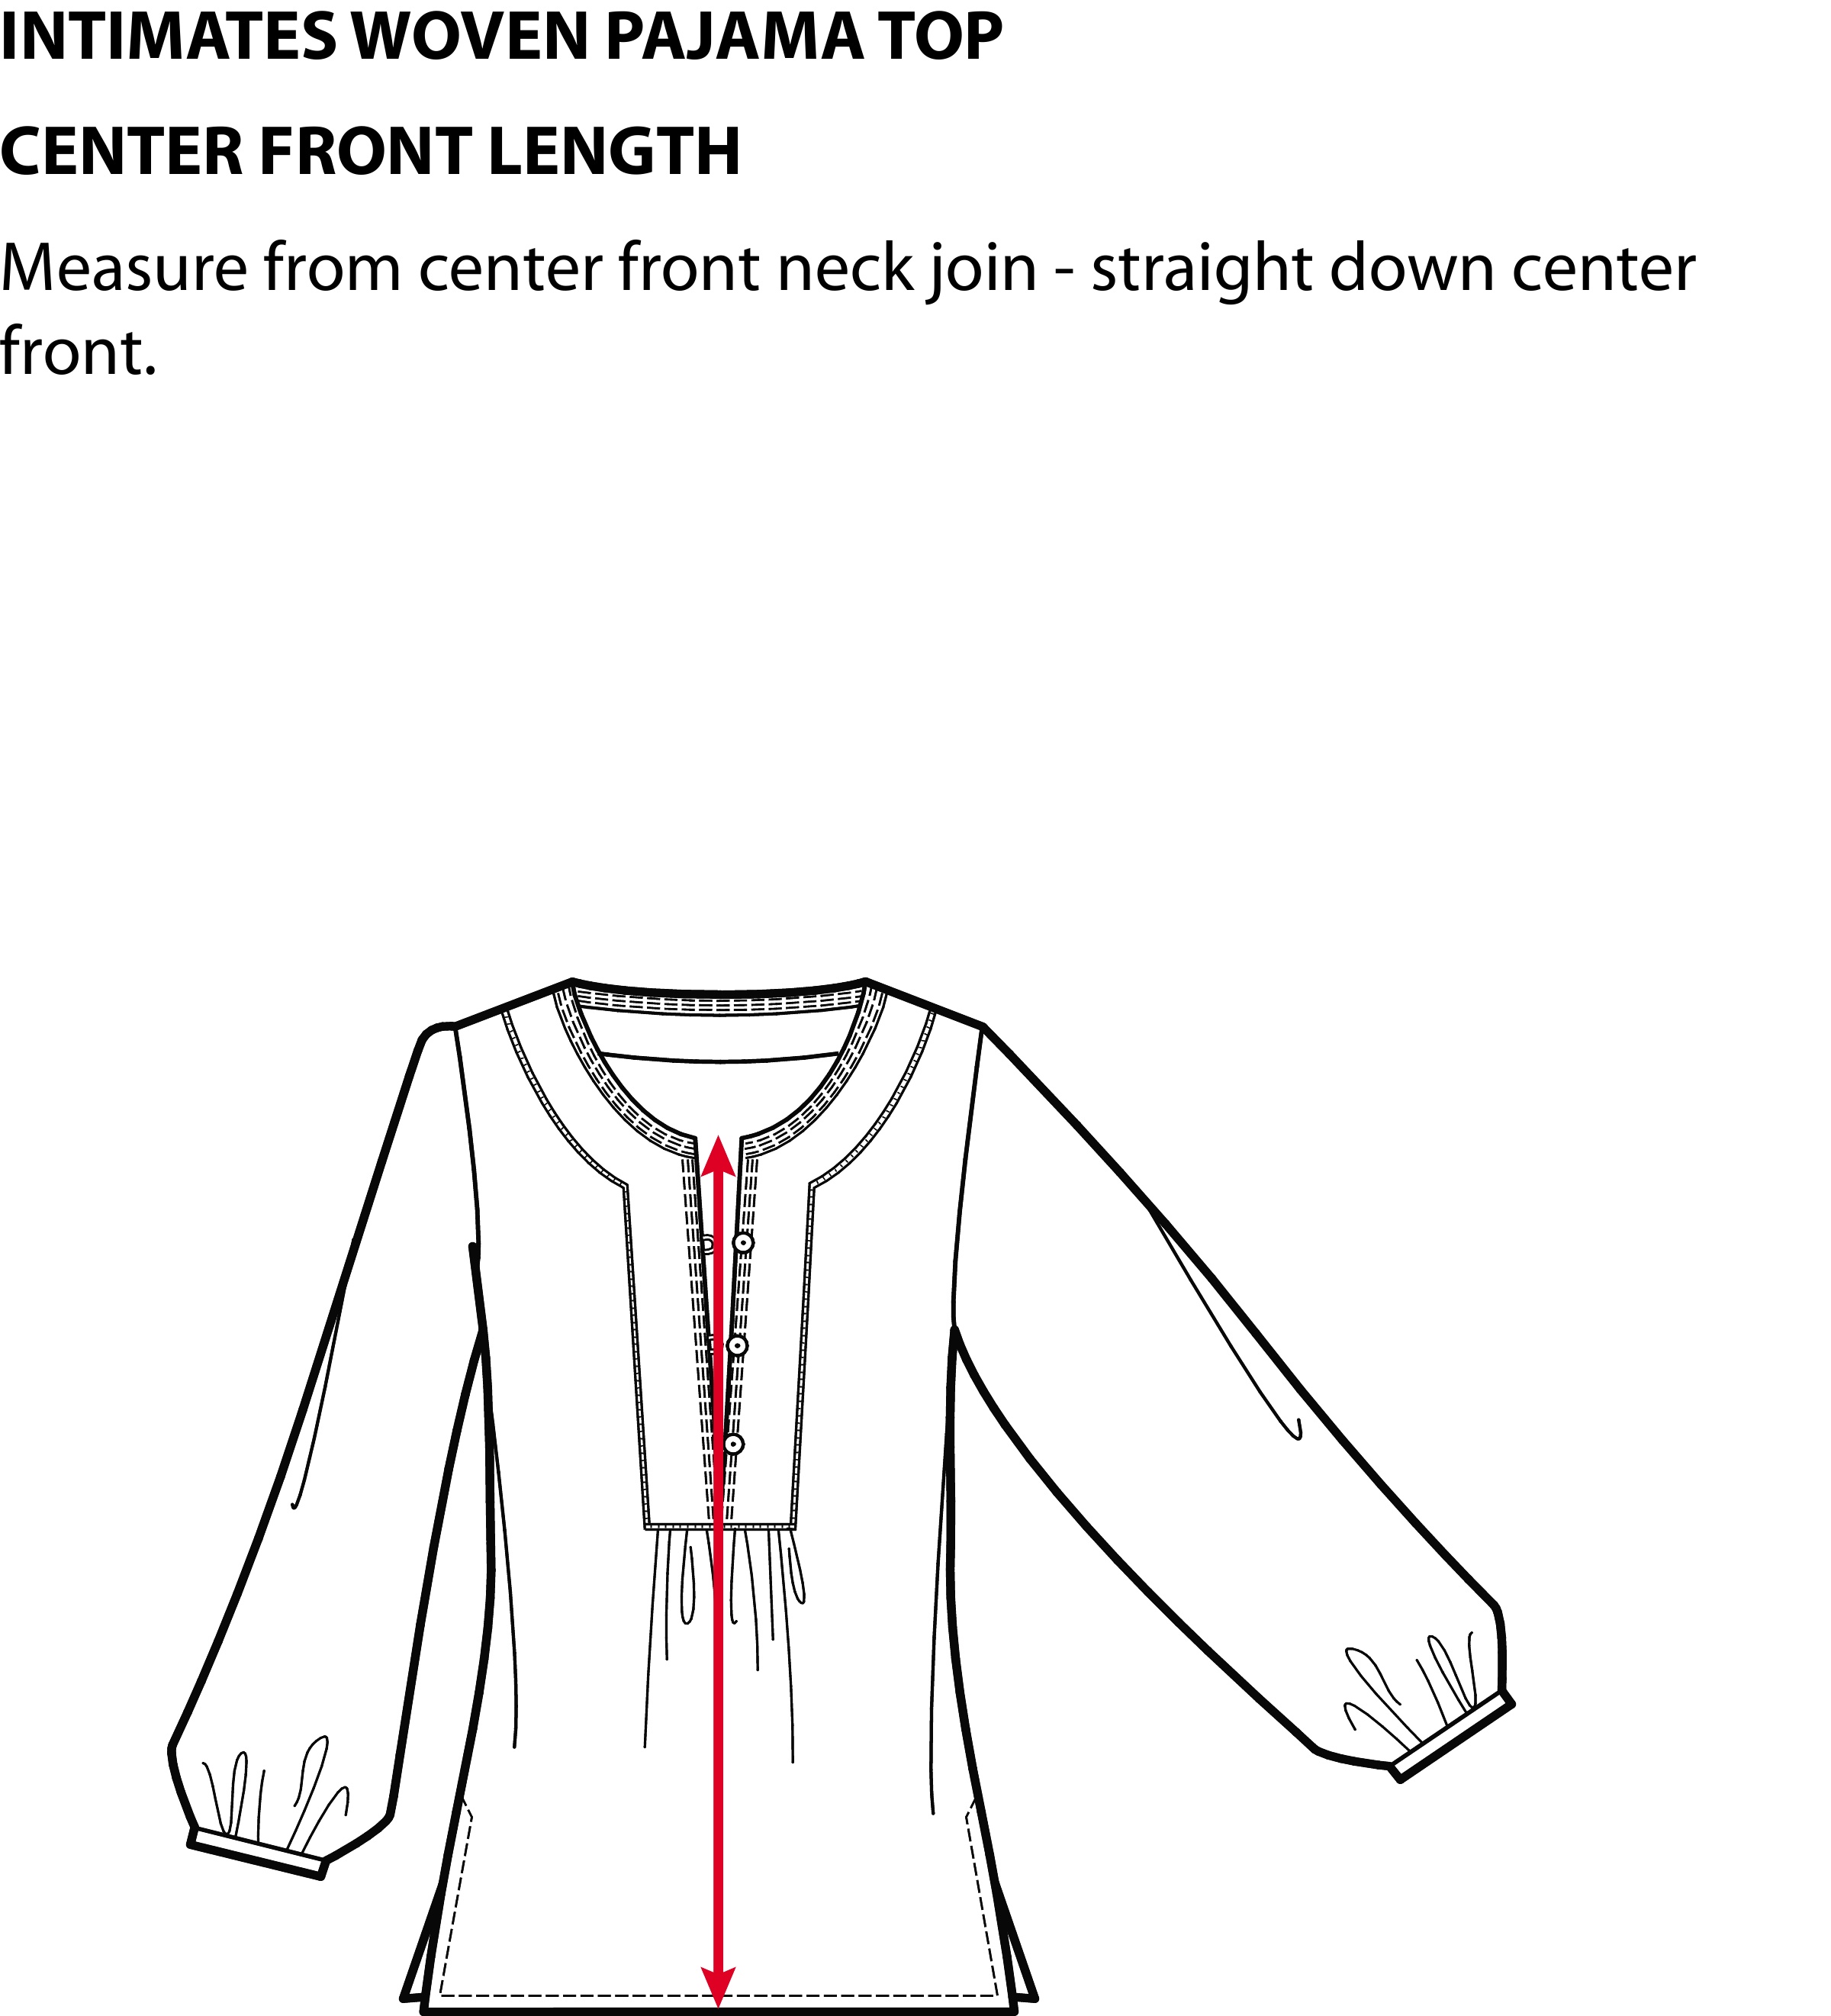 INTIMATES WOVEN PAJAMA TOP
CENTER FRONT LENGTH
Measure from center front neck join - straight down center
front.